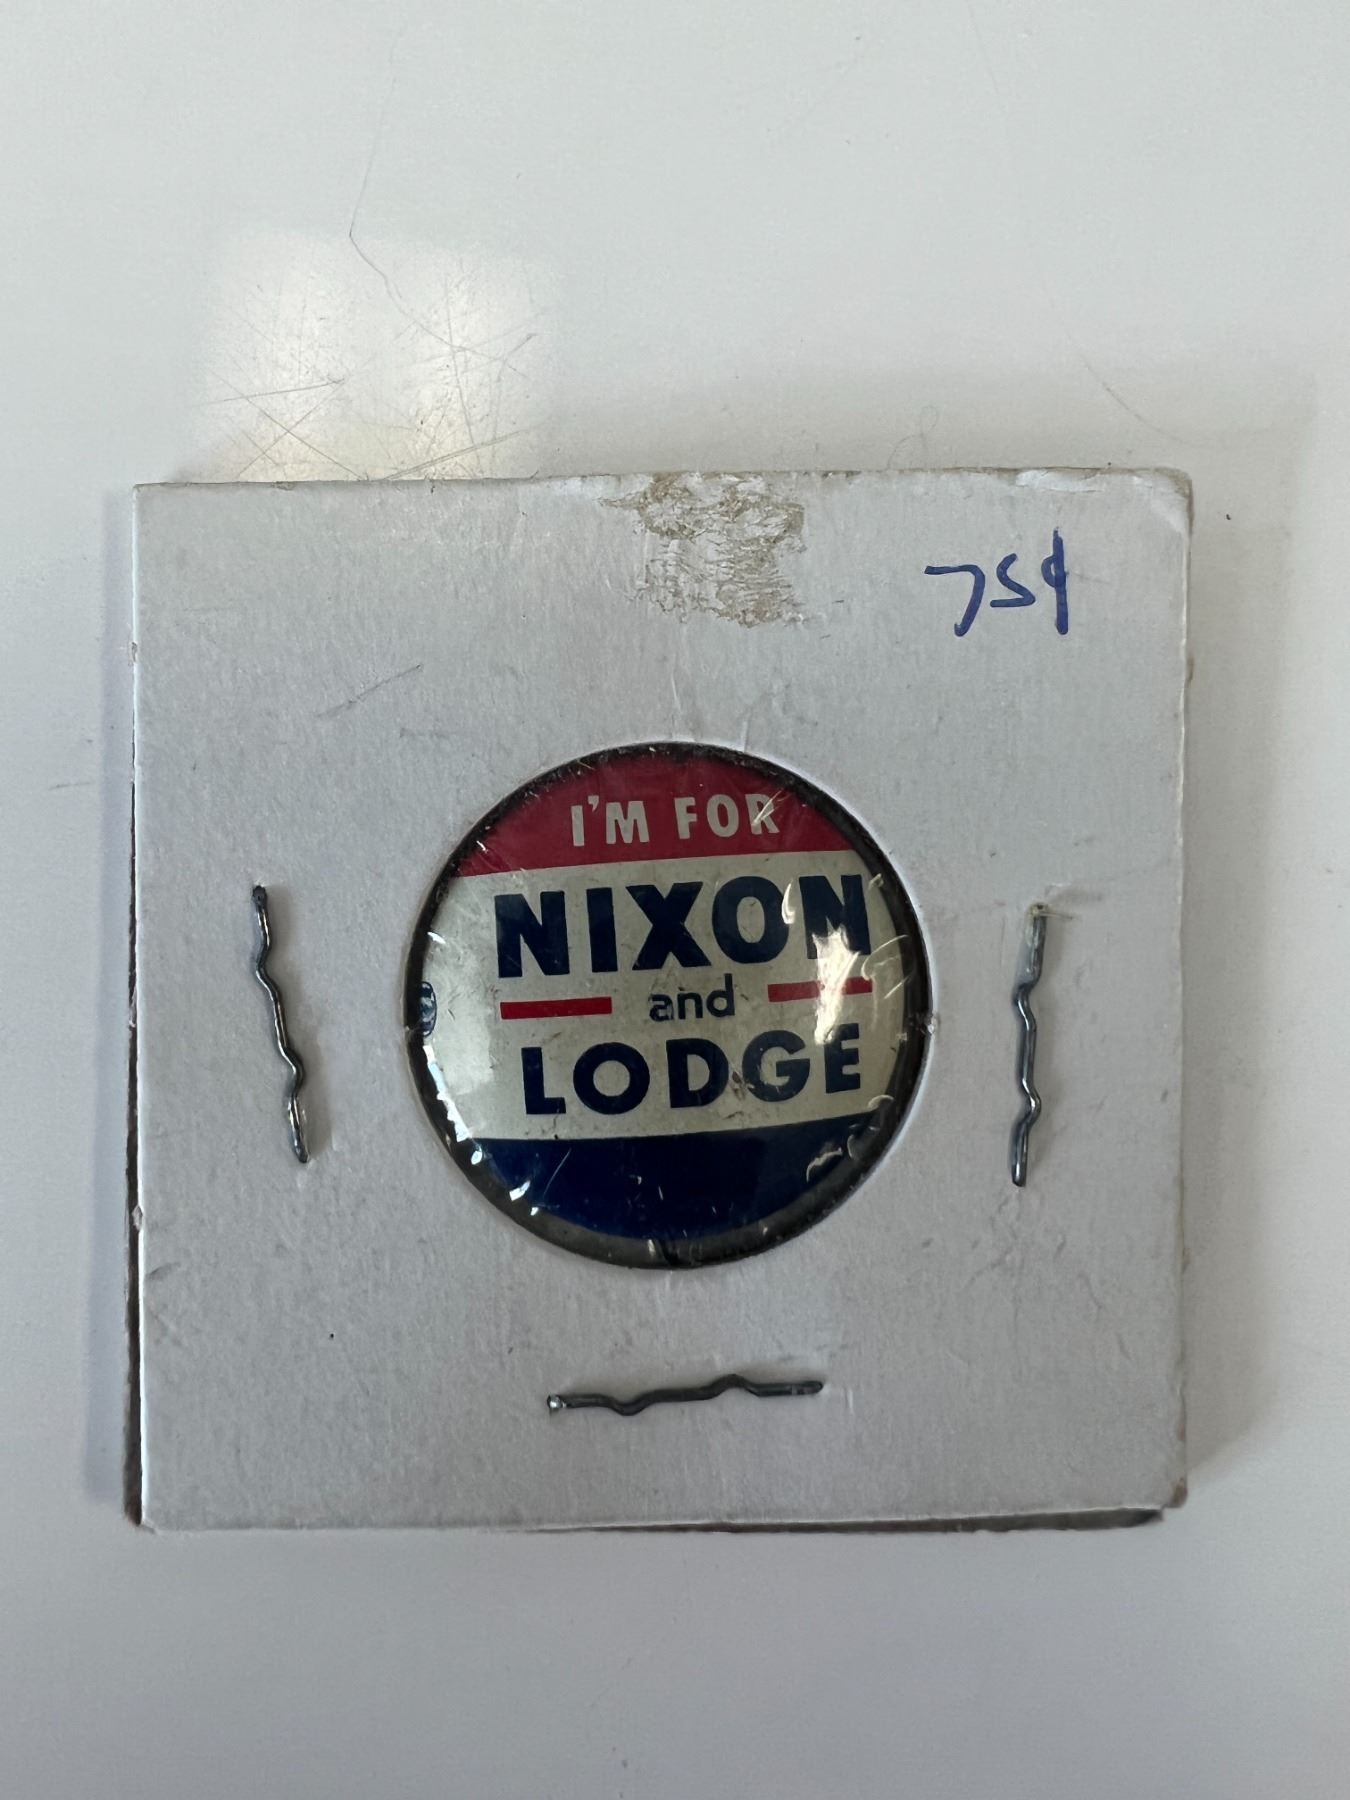 75¢
I'M FOR
NIXON
and
LODGE